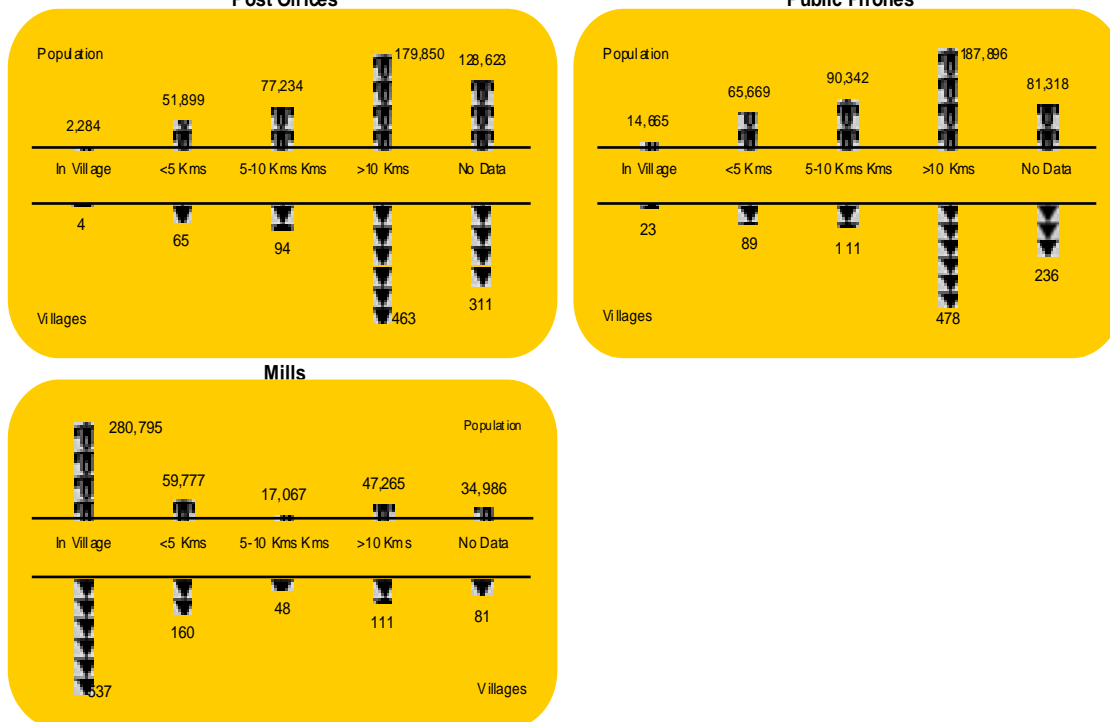 Post Offices
Population
179,850
128,623
77,234
51,899
2,284
In Village
<5 Kms
5-10 Kms Kms
>10 Kms
No Data
4
65
94
311
463
Villages
Public Phones
Population
187,896
90,342
81,318
65,669
14,665
In Village
<5 Kms
5-10 Kms Kms
>10 Kms
No Data
23
89
111
236
478
Villages
Mills
280,795
Population
59,777
17,067
47,265
34,986
In Village
<5 Kms
5-10 Kms Kms
>10 Kms
No Data
48
160
111
81
537
Villages